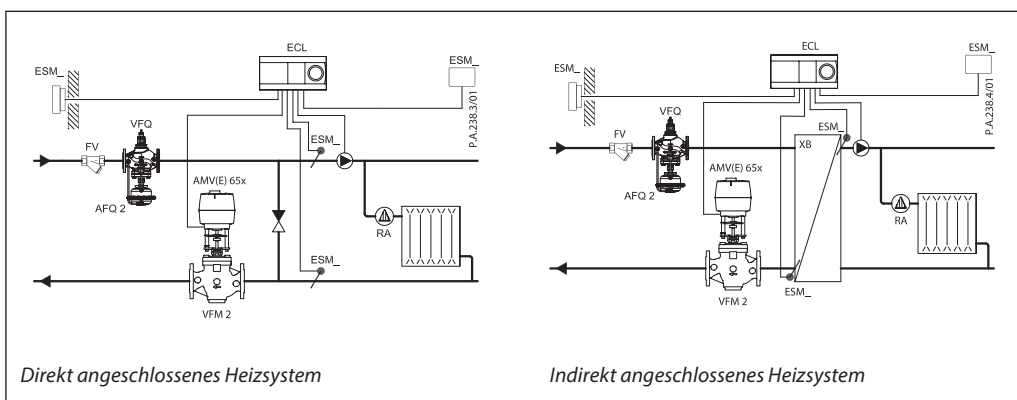 ECL
ESM_
ESM_
P.A.238.3/01
VFQ
FV
ESM_
AMV(E) 65x
AFQ 2
RA
ESM_
VFM 2
Direkt angeschlossenes Heizsystem
ECL
ESM_
ESM_
P.A.238.4/01
VFQ
FV
ESM_
XB
AMV(E) 65x
AFQ 2
RA
ESM_
VFM 2
Indirekt angeschlossenes Heizsystem